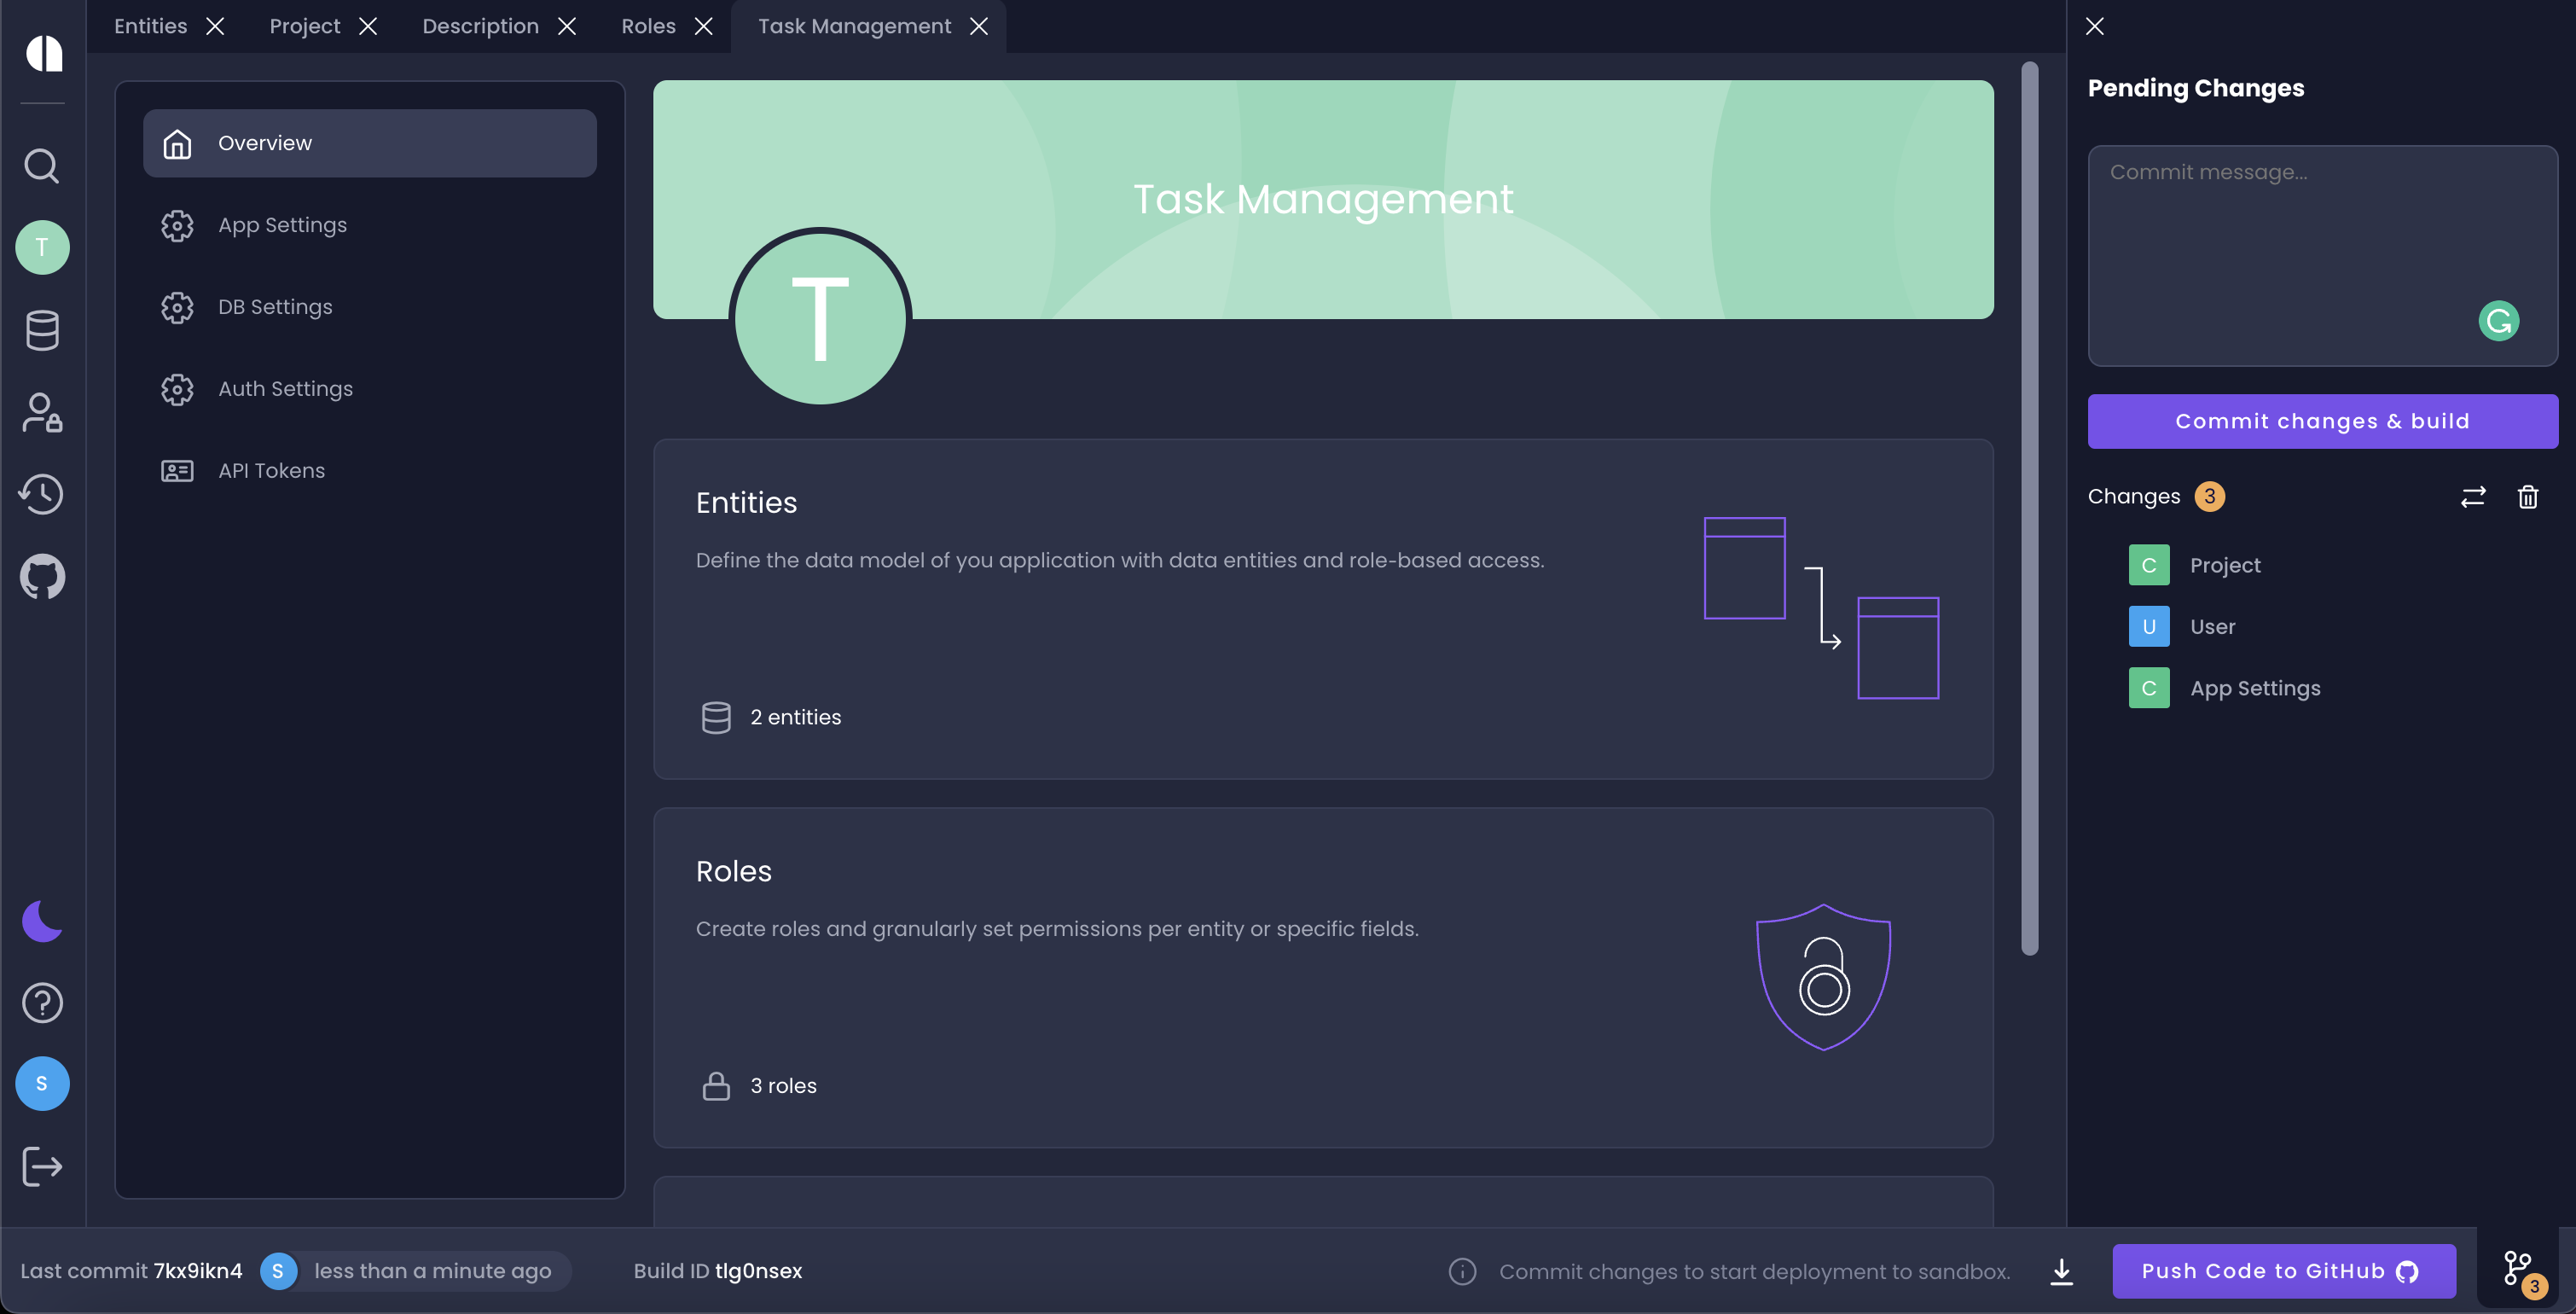 Entities
Project
Description
Roles
Task Management
Overview
App Settings
DB Settings
Auth Settings
API Tokens
T
S
Task Management
T
Entities
Define the data model of you application with data entities and role-based access.
2 entities
Roles
Create roles and granularly set permissions per entity or specific fields.
3 roles
Pending Changes
Commit message...
Commit changes & build
Changes 3
C Project
U User
C App Settings
Last commit 7kx9ikn4 S less than a minute ago
Build ID tlg0nsex
Commit changes to start deployment to sandbox.
Push Code to GitHub
3